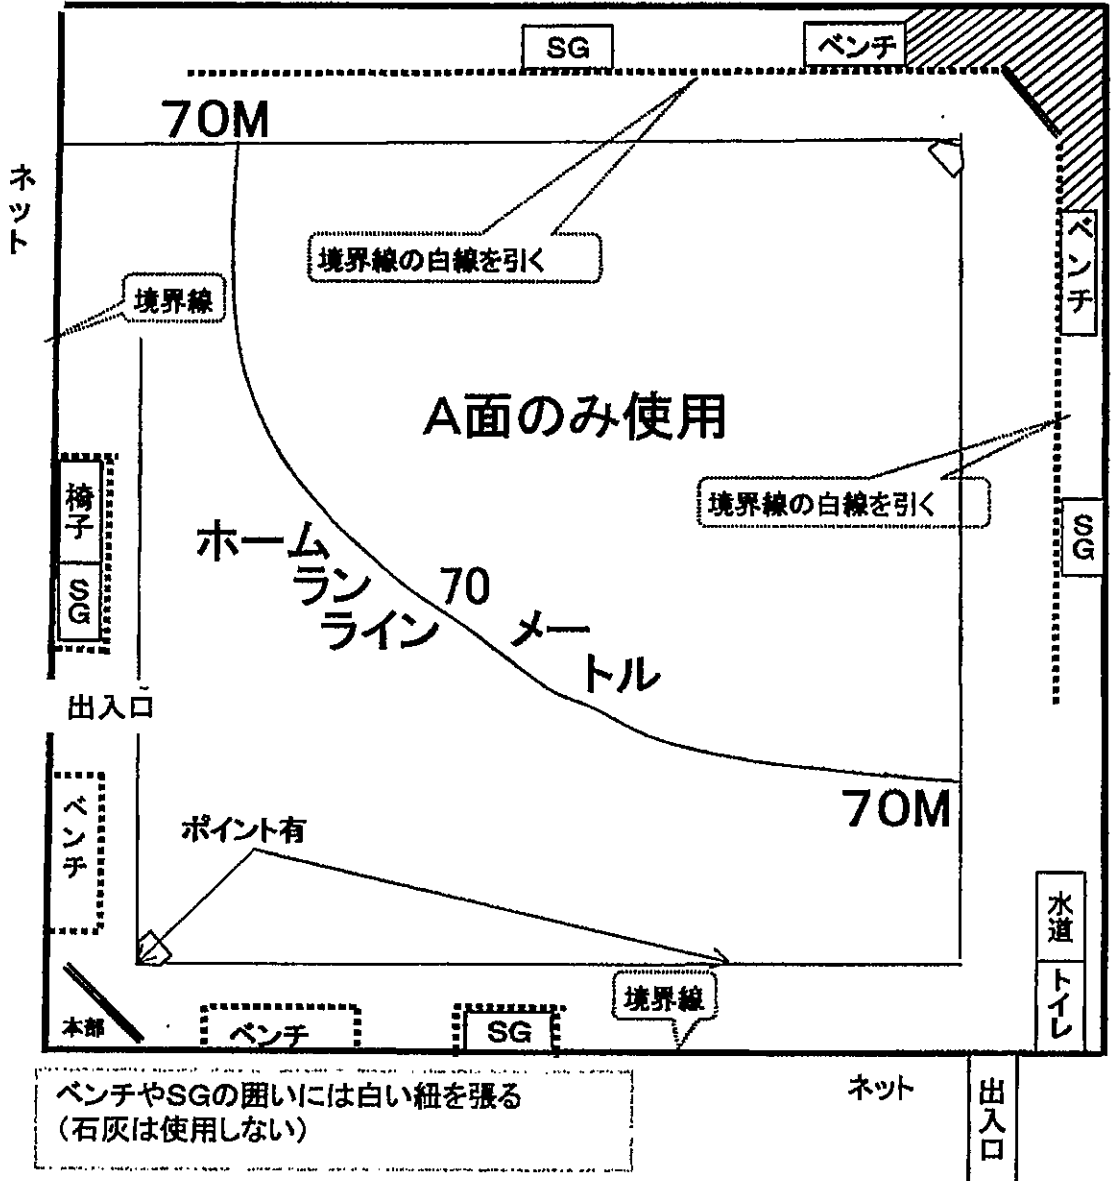 SG
ベンチ
70M
ネット
境界線の白線を引く
境界線
ベンチ
A面のみ使用
境界線の白線を引く
椅子
SG
SG
ホーム
ラン
ライン
70
メー
トル
出入口
70M
ベンチ
ポイント有
水道
トイレ
境界線
本部
ベンチ
SG
ベンチやSGの囲いには白い紐を張る
(石灰は使用しない)
ネット
出入口